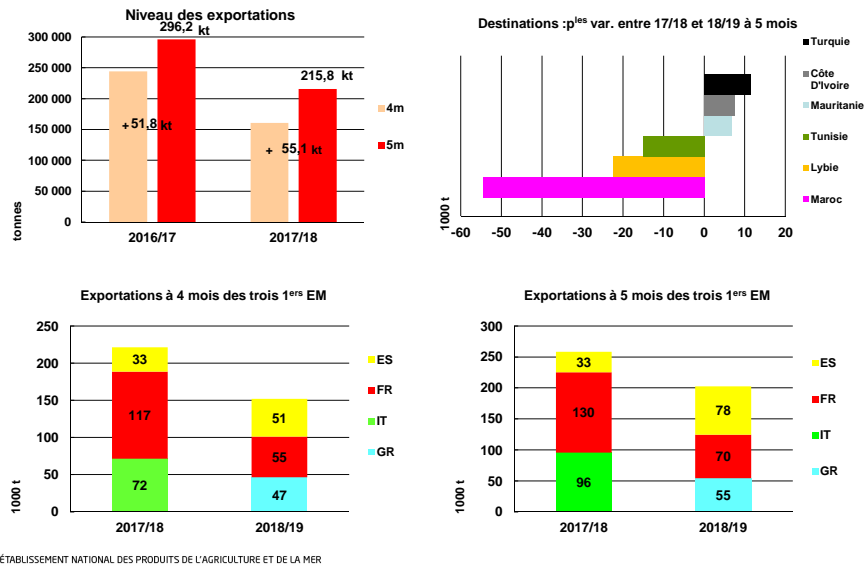 Niveau des exportations
300 000
250 000
200 000
150 000
100 000
50 000
0
tonnes
296,2 kt
+ 51,8 kt
215,8 kt
+ 55,1 kt
2016/17
2017/18
4m
5m
Destinations :ples var. entre 17/18 et 18/19 à 5 mois
Turquie
Côte
D'Ivoire
Mauritanie
Tunisie
Lybie
Maroc
1000 t
-60 -50 -40 -30 -20 -10 0 10 20
Exportations à 4 mois des trois 1ers EM
250
200
150
100
50
0
1000 t
33
117
72
51
55
47
2017/18
2018/19
ES
FR
IT
GR
Exportations à 5 mois des trois 1ers EM
300
250
200
150
100
50
0
1000 t
33
130
96
78
70
55
2017/18
2018/19
ES
FR
IT
GR
ÉTABLISSEMENT NATIONAL DES PRODUITS DE L'AGRICULTURE ET DE LA MER